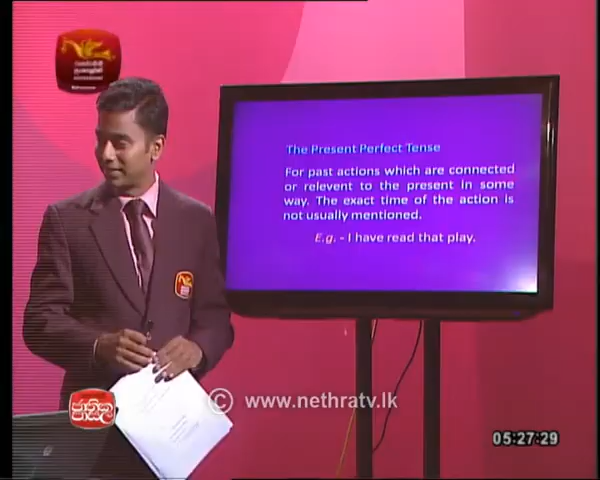 The Present Perfect Tense
For past actions which are connected
or relevent to the present in some
way. The exact time of the action is
not usually mentioned.
E.g. - I have read that play.
© www.nethratv.lk
05:27:29